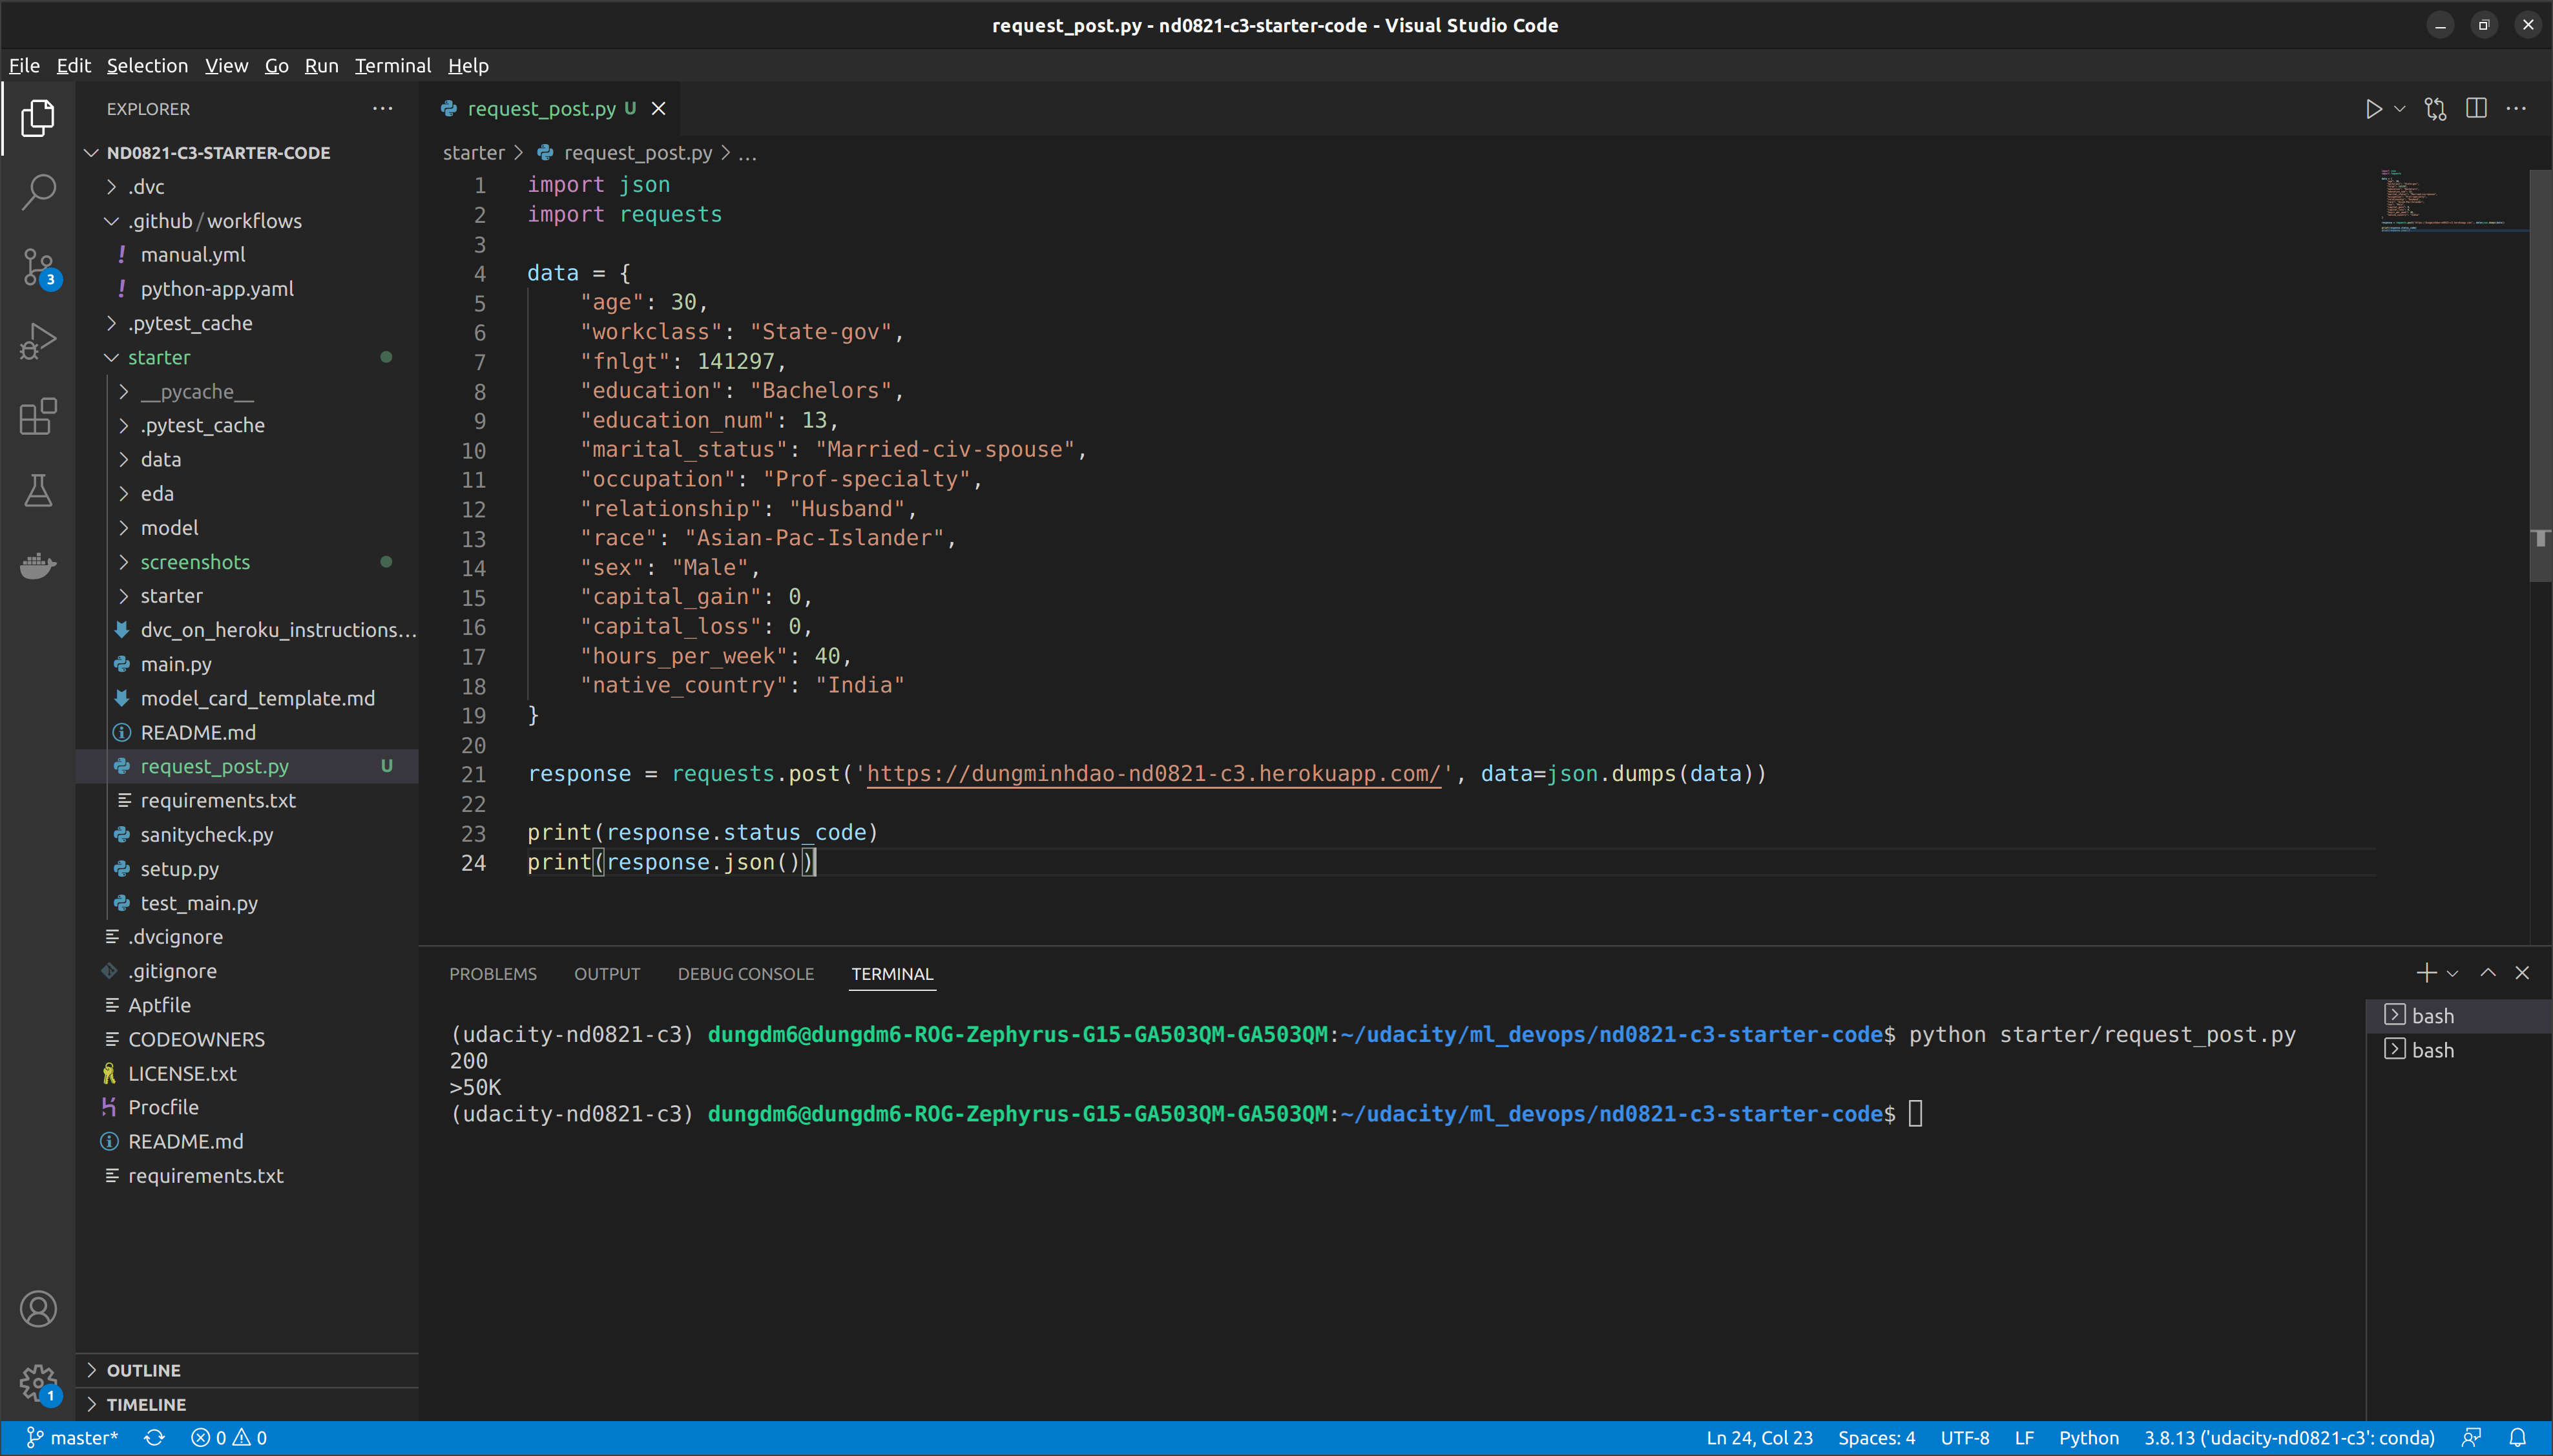 request_post.py - nd0821-c3-starter-code - Visual Studio Code
File Edit Selection View Go Run Terminal Help
EXPLORER
ND0821-C3-STARTER-CODE
.dvc
.github/workflows
! manual.yml
! python-app.yaml
.pytest_cache
starter
__pycache__
.pytest_cache
data
eda
model
screenshots
starter
dvc_on_heroku_instructions...
main.py
model_card_template.md
README.md
request_post.py U
requirements.txt
sanitycheck.py
setup.py
test_main.py
.dvcignore
.gitignore
Aptfile
CODEOWNERS
LICENSE.txt
Procfile
README.md
requirements.txt
OUTLINE
TIMELINE
3
1
request_post.py U
starter > request_post.py > ...
1 import json
2 import requests
3
4 data = {
5     "age": 30,
6     "workclass": "State-gov",
7     "fnlgt": 141297,
8     "education": "Bachelors",
9     "education_num": 13,
10     "marital_status": "Married-civ-spouse",
11     "occupation": "Prof-specialty",
12     "relationship": "Husband",
13     "race": "Asian-Pac-Islander",
14     "sex": "Male",
15     "capital_gain": 0,
16     "capital_loss": 0,
17     "hours_per_week": 40,
18     "native_country": "India"
19 }
20
21 response = requests.post('https://dungminhdao-nd0821-c3.herokuapp.com/', data=json.dumps(data))
22
23 print(response.status_code)
24 print(response.json())
PROBLEMS OUTPUT DEBUG CONSOLE TERMINAL
(udacity-nd0821-c3) dungdm6@dungdm6-ROG-Zephyrus-G15-GA503QM-GA503QM:~/udacity/ml_devops/nd0821-c3-starter-code$ python starter/request_post.py
200
>50K
(udacity-nd0821-c3) dungdm6@dungdm6-ROG-Zephyrus-G15-GA503QM-GA503QM:~/udacity/ml_devops/nd0821-c3-starter-code$
bash
bash
master* 0 0 Ln 24, Col 23 Spaces: 4 UTF-8 LF Python 3.8.13 ('udacity-nd0821-c3': conda)